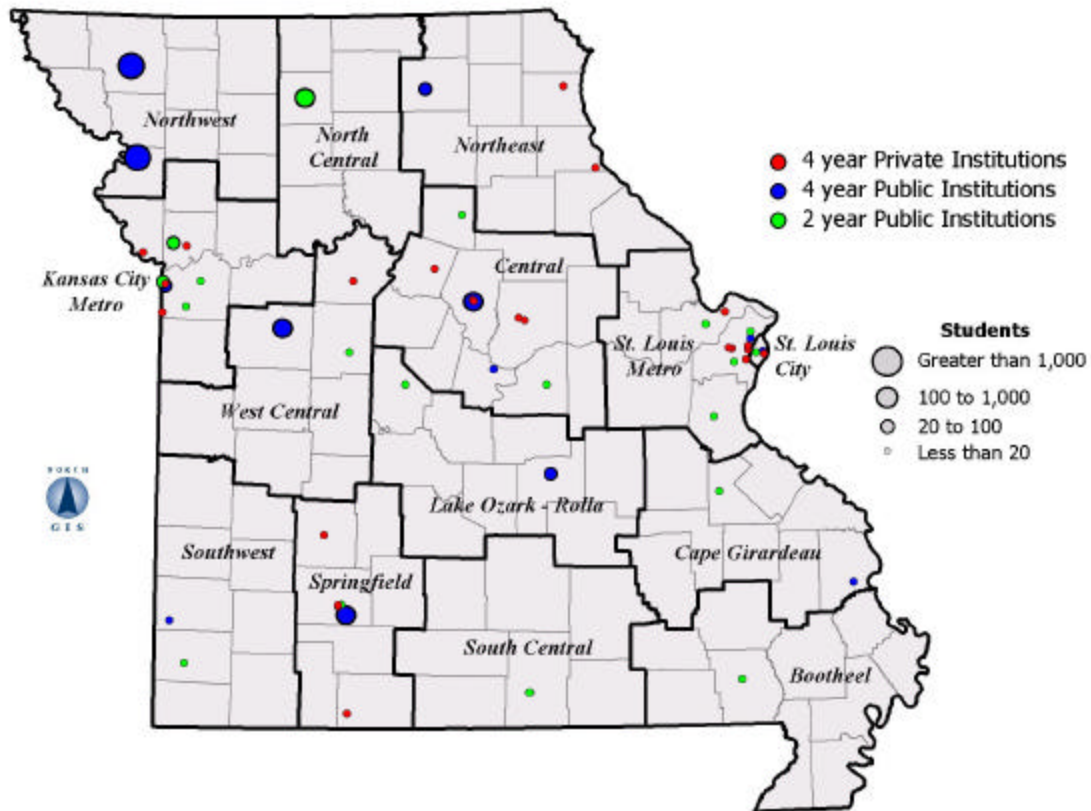 Northwest
North
Central
Northeast
4 year Private Institutions
4 year Public Institutions
2 year Public Institutions
Kansas City
Metro
Central
St. Louis
Metro
St. Louis
City
Students
Greater than 1,000
100 to 1,000
20 to 100
Less than 20
West Central
NORTH
GIS
Lake Ozark - Rolla
Southwest
Springfield
Cape Girardeau
South Central
Bootheel